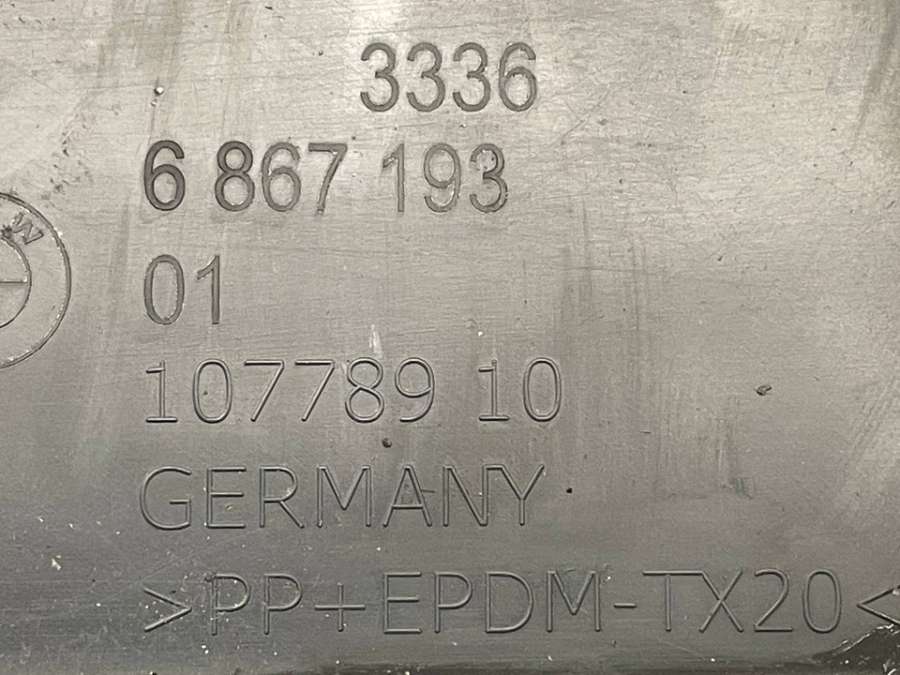 3336
6 867 193
01
W
107789 10
GERMANY
>PP+EPDM-TX20<